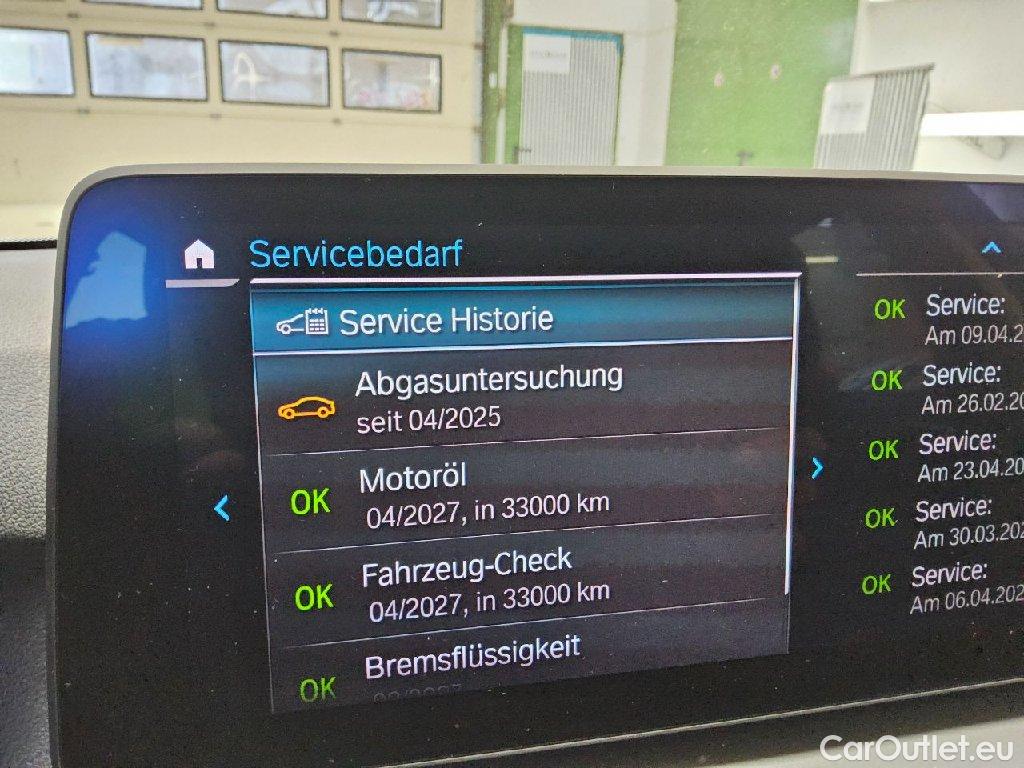 Servicebedarf
Service Historie
Abgasuntersuchung
seit 04/2025
OK Motoröl
04/2027, in 33000 km
OK Fahrzeug-Check
04/2027, in 33000 km
OK Bremsflüssigkeit
OK Service:
Am 09.04.2
OK Service:
Am 26.02.20
OK Service:
Am 23.04.20
OK Service:
Am 30.03.202
OK Service:
Am 06.04.202
CarOutlet.eu